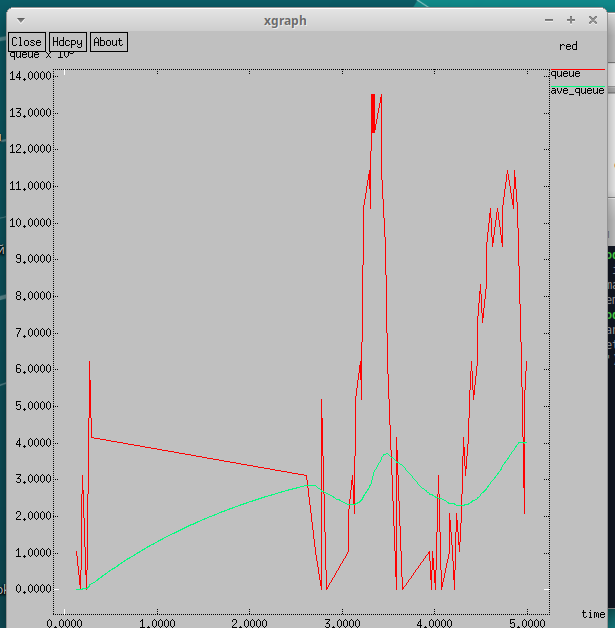 xgraph
Close Hdcpy About
queue x 10
red
queue
ave_queue
14.0000
13.0000
12.0000
11.0000
10.0000
9.0000
8.0000
7.0000
6.0000
5.0000
4.0000
3.0000
2.0000
1.0000
0.0000
time
0.0000 1.0000 2.0000 3.0000 4.0000 5.0000